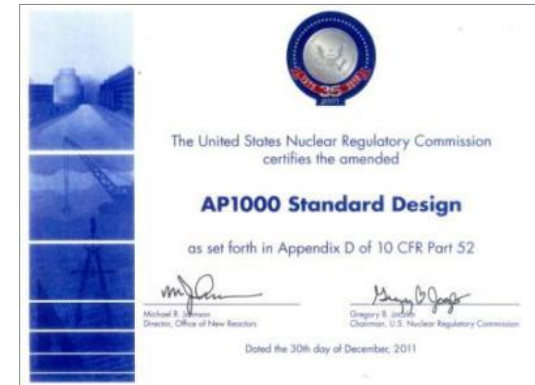 35
The United States Nuclear Regulatory Commission
certifies the amended
AP1000 Standard Design
as set forth in Appendix D of 10 CFR Part 52
Michael R. Johnson
Gregory B. Jaczko
Director, Office of New Reactors
Chairman, U.S. Nuclear Regulatory Commission
Dated the 30th day of December, 2011